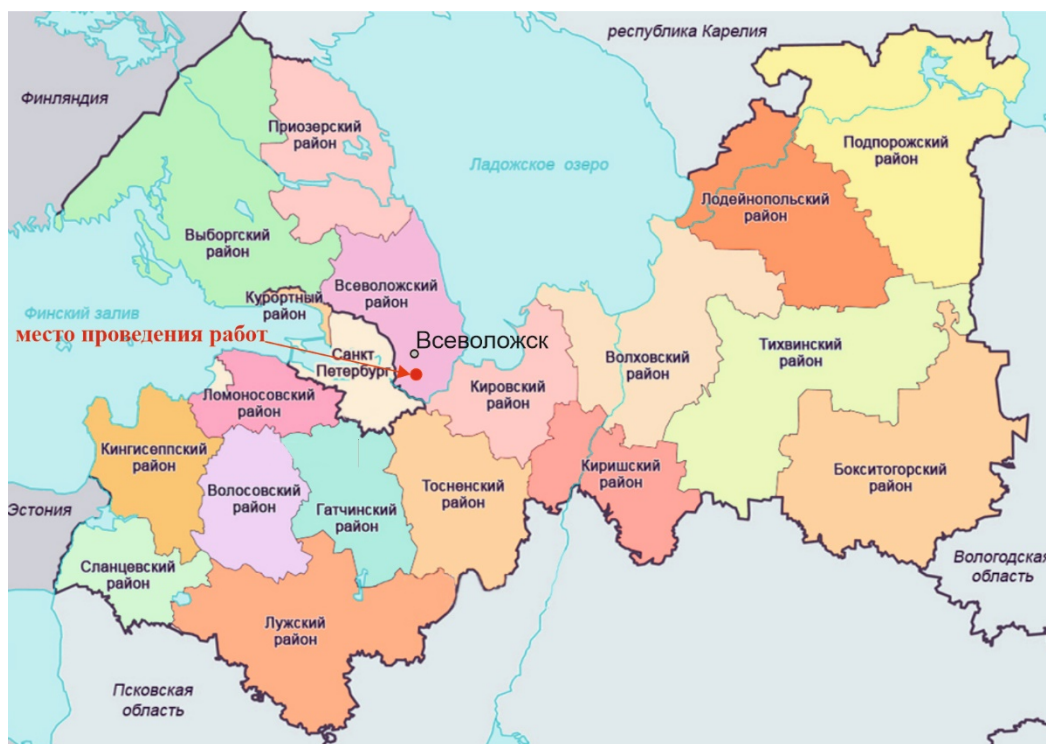 республика Карелия
Финляндия
Приозерский
район
Подпорожский
район
Ладожское озеро
Лодейнопольский
район
Выборгский
район
Всеволожский
район
Курортный
район
Финский залив
место проведения работ
Всеволожск
Санкт
Петербург
Волховский
район
Тихвинский
район
Ломоносовский
район
Кировский
район
Кингисеппский
район
Волосовский
район
Гатчинский
район
Тосненский
район
Киришский
район
Бокситогорский
район
Эстония
Сланцевский
район
Вологодская
область
Лужский
район
Псковская
область